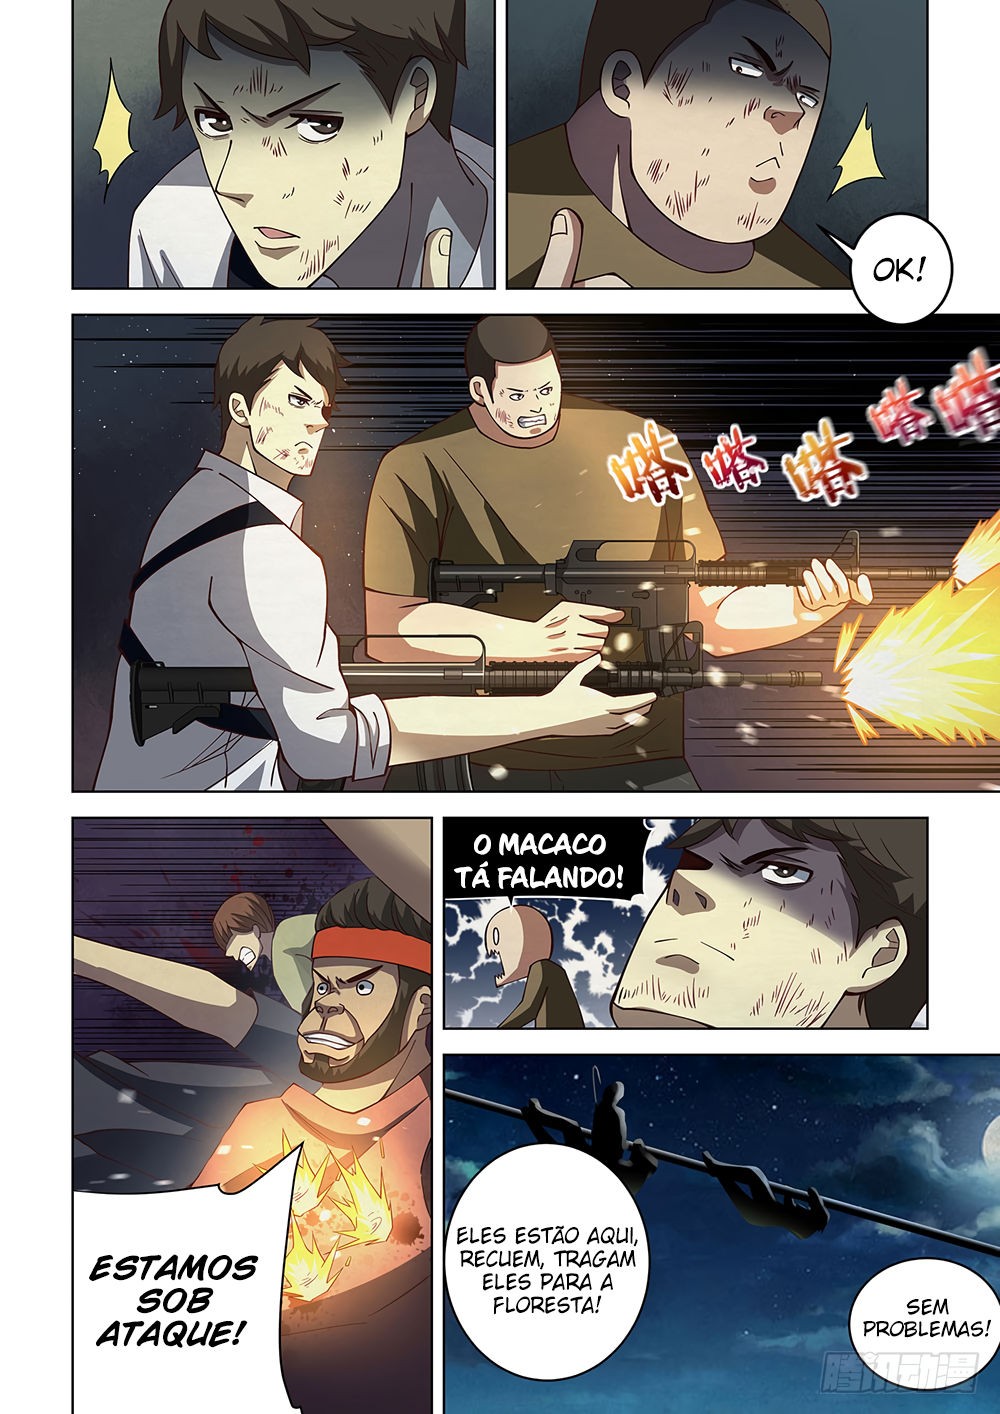 OK!
嗒 嗒 嗒 嗒 嗒
O MACACO
TÁ FALANDO!
ESTAMOS
SOB
ATAQUE!
ELES ESTÃO AQUI,
RECUEM, TRAGAM
ELES PARA A
FLORESTA!
SEM
PROBLEMAS!
腾讯动漫